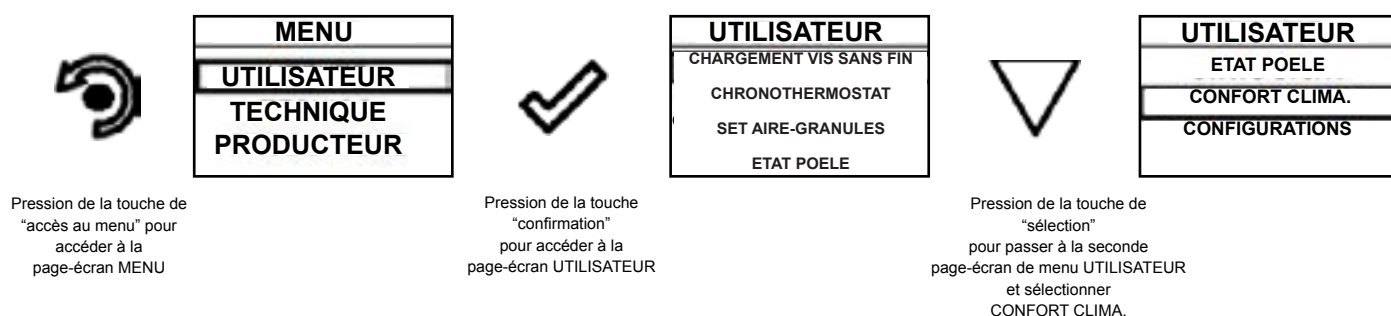 MENU
UTILISATEUR
TECHNIQUE
PRODUCTEUR
Pression de la touche de
“accès au menu” pour
accéder à la
page-écran MENU
UTILISATEUR
CHARGEMENT VIS SANS FIN
CHRONOTHERMOSTAT
SET AIRE-GRANULES
ETAT POELE
Pression de la touche
“confirmation”
pour accéder à la
page-écran UTILISATEUR
UTILISATEUR
ETAT POELE
CONFORT CLIMA.
CONFIGURATIONS
Pression de la touche de
“sélection”
pour passer à la seconde
page-écran de menu UTILISATEUR
et sélectionner
CONFORT CLIMA.